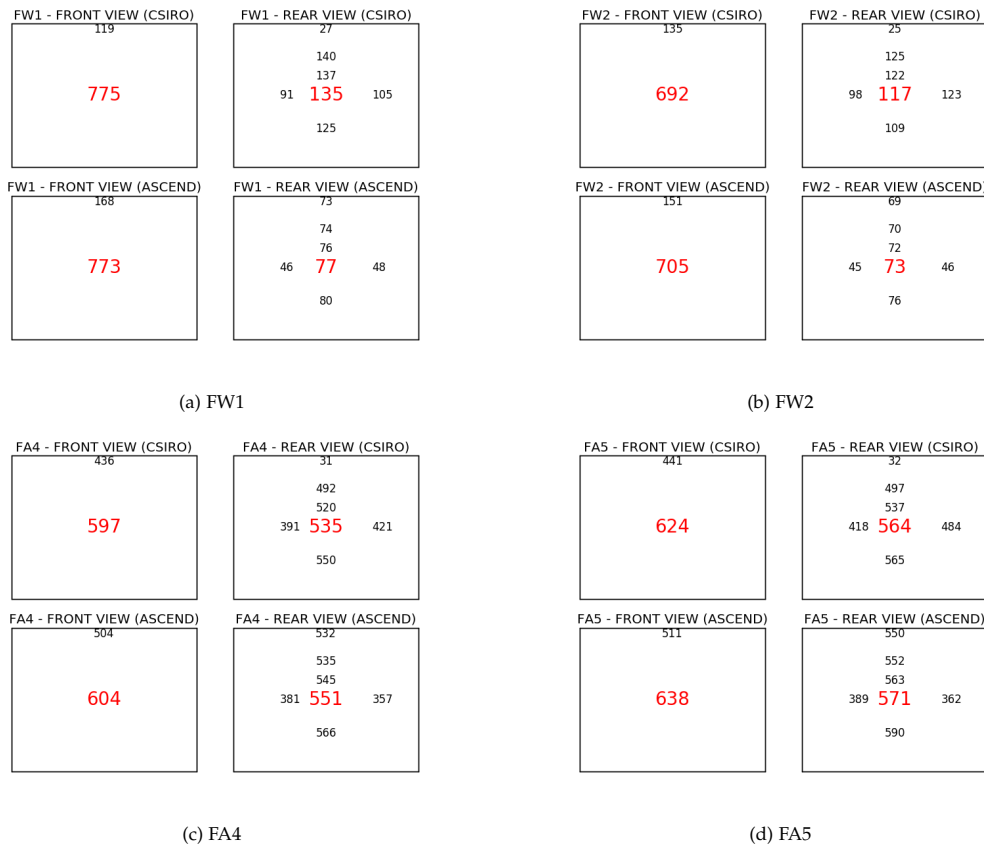 FW1 - FRONT VIEW (CSIRO)
119
775
FW1 - REAR VIEW (CSIRO)
27
140
137
91 135 105
125
FW1 - FRONT VIEW (ASCEND)
168
773
FW1 - REAR VIEW (ASCEND)
73
74
76
46 77 48
80
(a) FW1
FW2 - FRONT VIEW (CSIRO)
135
692
FW2 - REAR VIEW (CSIRO)
25
125
122
98 117 123
109
FW2 - FRONT VIEW (ASCEND)
151
705
FW2 - REAR VIEW (ASCEND)
69
70
72
45 73 46
76
(b) FW2
FA4 - FRONT VIEW (CSIRO)
436
597
FA4 - REAR VIEW (CSIRO)
31
492
520
391 535 421
550
FA4 - FRONT VIEW (ASCEND)
504
604
FA4 - REAR VIEW (ASCEND)
532
535
545
381 551 357
566
(c) FA4
FA5 - FRONT VIEW (CSIRO)
441
624
FA5 - REAR VIEW (CSIRO)
32
497
537
418 564 484
565
FA5 - FRONT VIEW (ASCEND)
511
638
FA5 - REAR VIEW (ASCEND)
550
552
563
389 571 362
590
(d) FA5